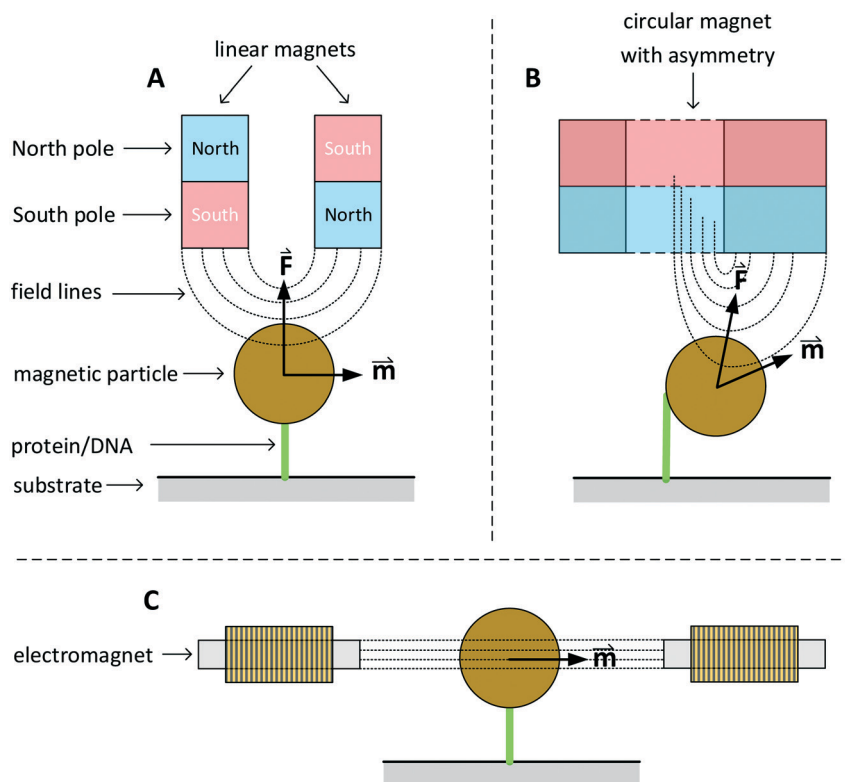 linear magnets
A
North pole
North
South
South pole
South
North
F
field lines
magnetic particle
m
protein/DNA
substrate
circular magnet
with asymmetry
B
F
m
C
electromagnet
m